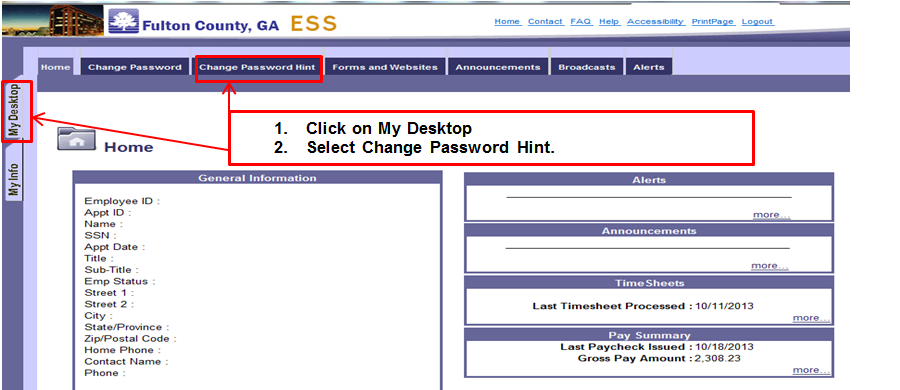 Fulton County, GA ESS
Home Contact FAQ Help Accessibility PrintPage Logout
Home Change Password Change Password Hint Forms and Websites Announcements Broadcasts Alerts
My Desktop
My Info
1. Click on My Desktop
2. Select Change Password Hint.
Home
General Information
Employee ID :
Appt ID :
Name :
SSN :
Appt Date :
Title :
Sub-Title :
Emp Status :
Street 1 :
Street 2 :
City :
State/Province :
Zip/Postal Code :
Home Phone :
Contact Name :
Phone :
Alerts
more...
Announcements
more...
TimeSheets
Last Timesheet Processed : 10/11/2013
more...
Pay Summary
Last Paycheck Issued : 10/18/2013
Gross Pay Amount : 2,308.23
more...